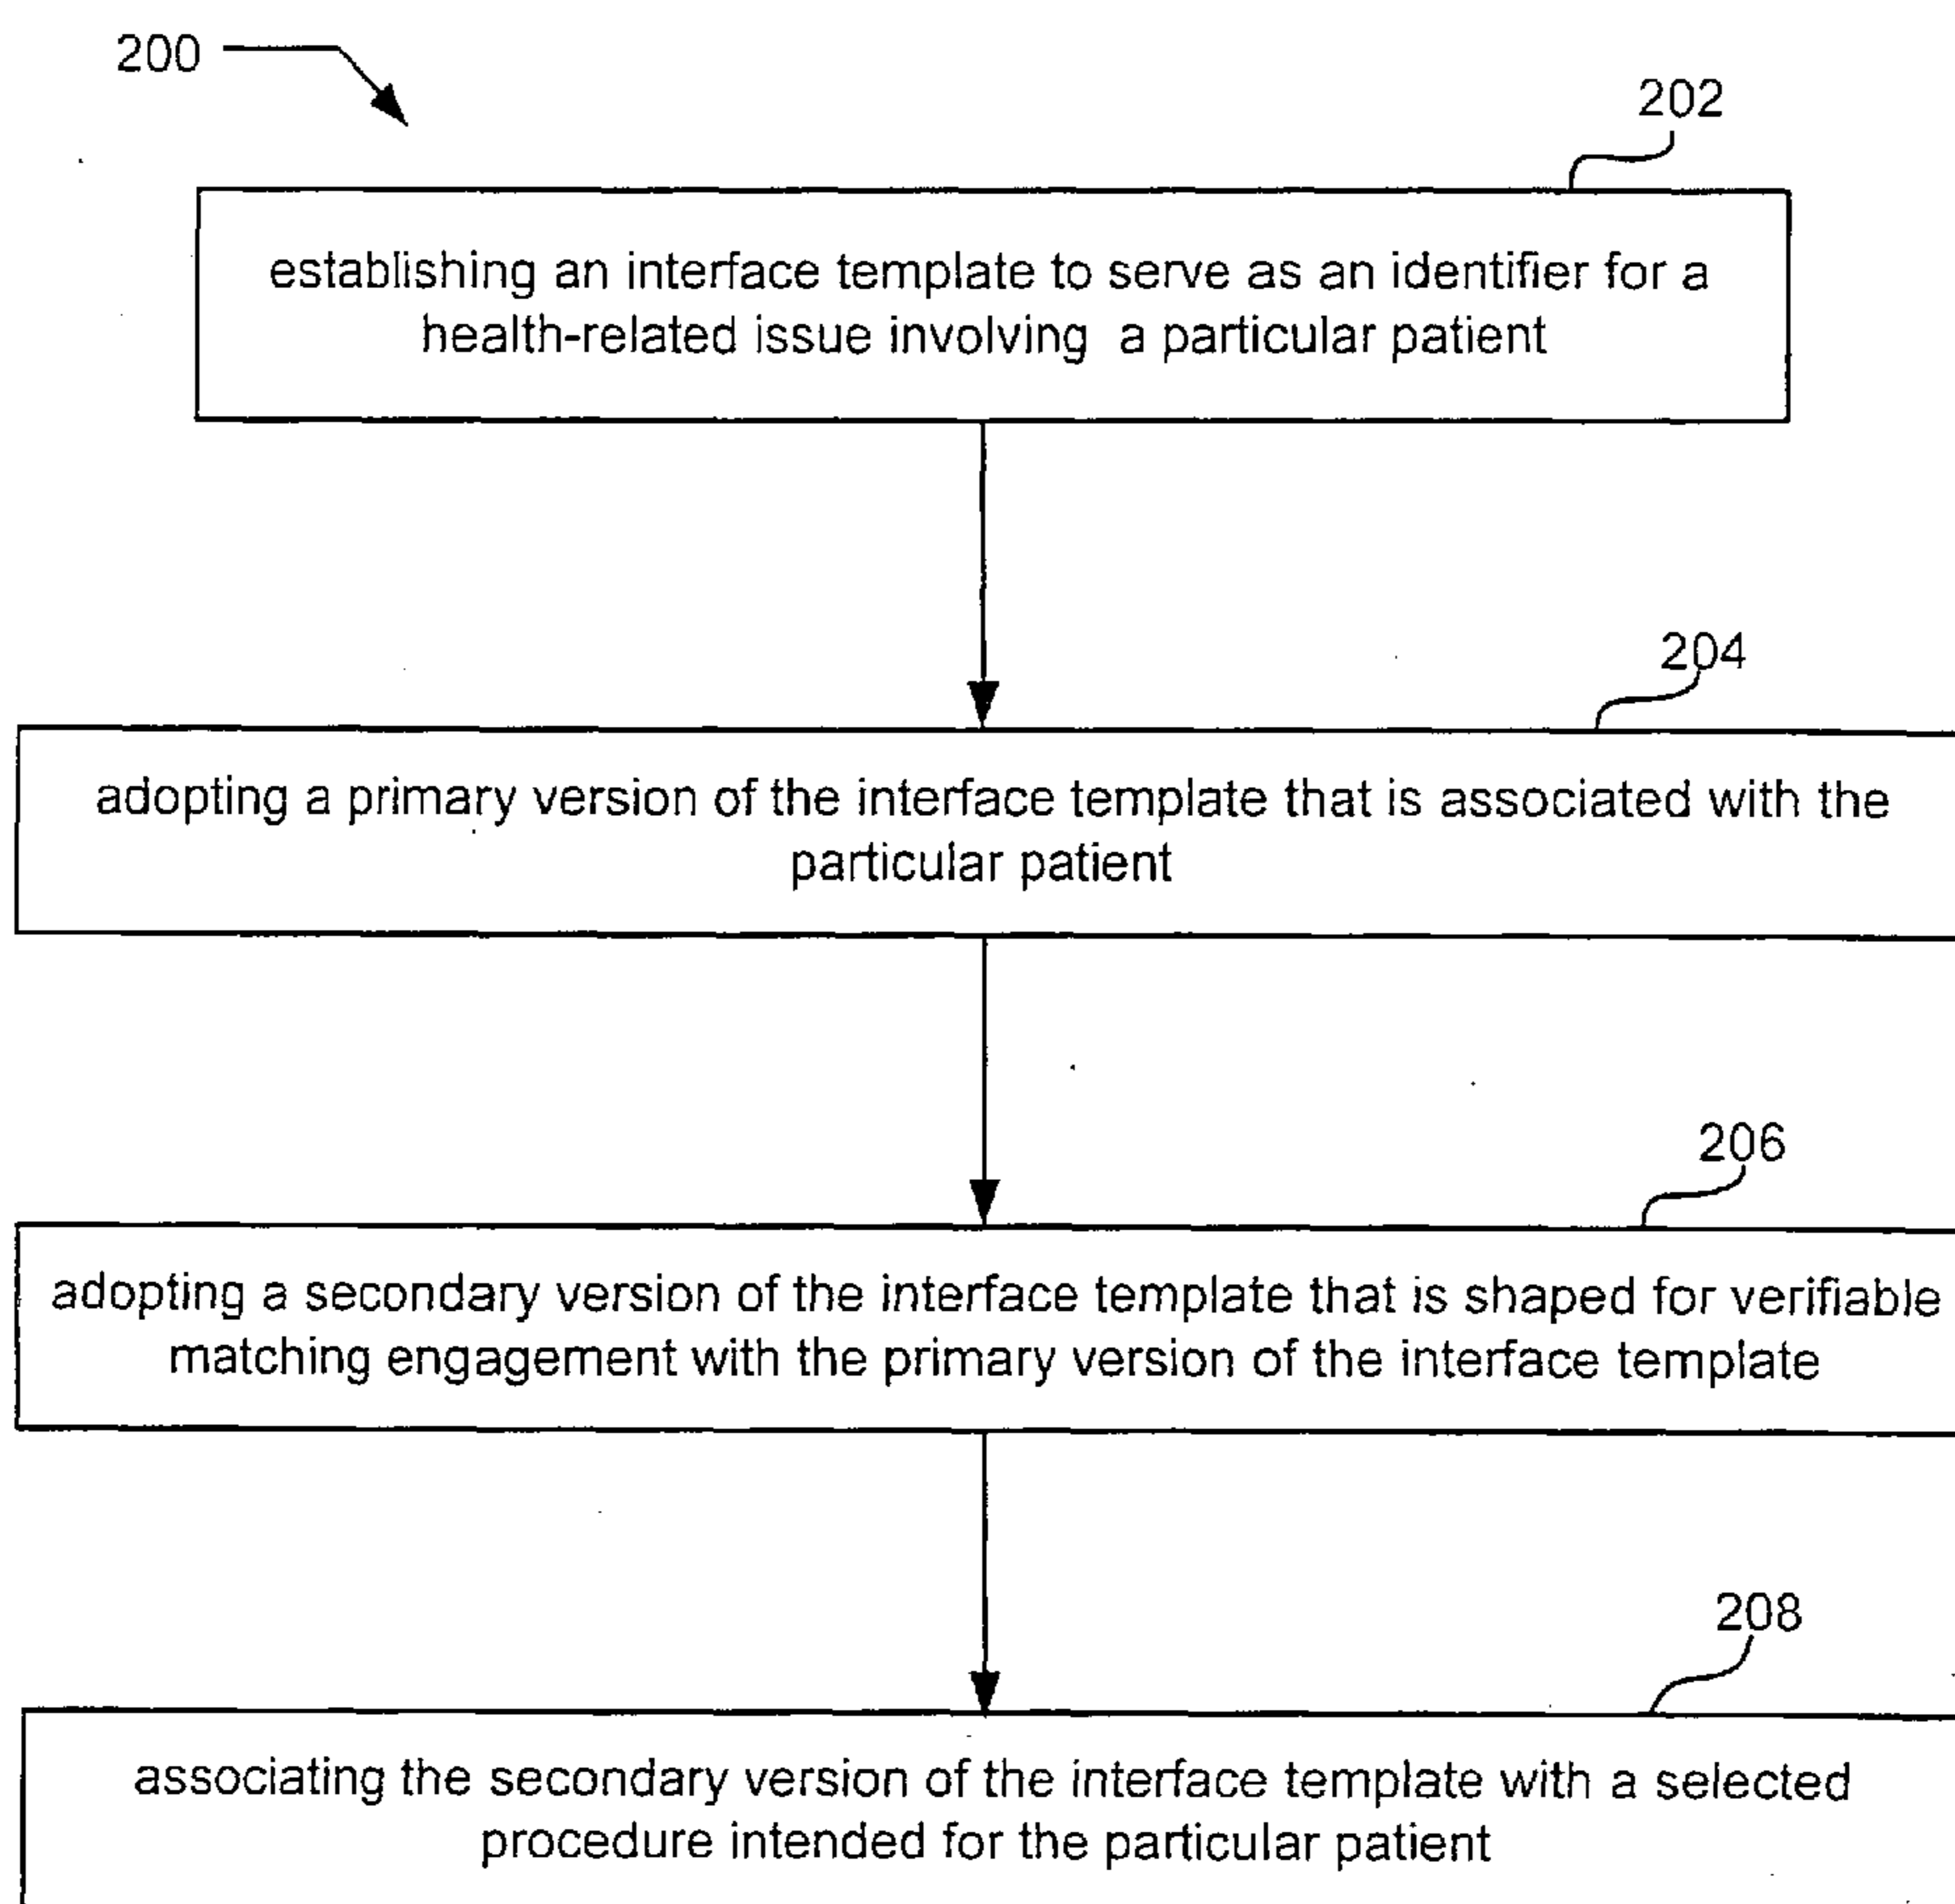 200
202
establishing an interface template to serve as an identifier for a
health-related issue involving a particular patient
204
adopting a primary version of the interface template that is associated with the
particular patient
206
adopting a secondary version of the interface template that is shaped for verifiable
matching engagement with the primary version of the interface template
208
associating the secondary version of the interface template with a selected
procedure intended for the particular patient